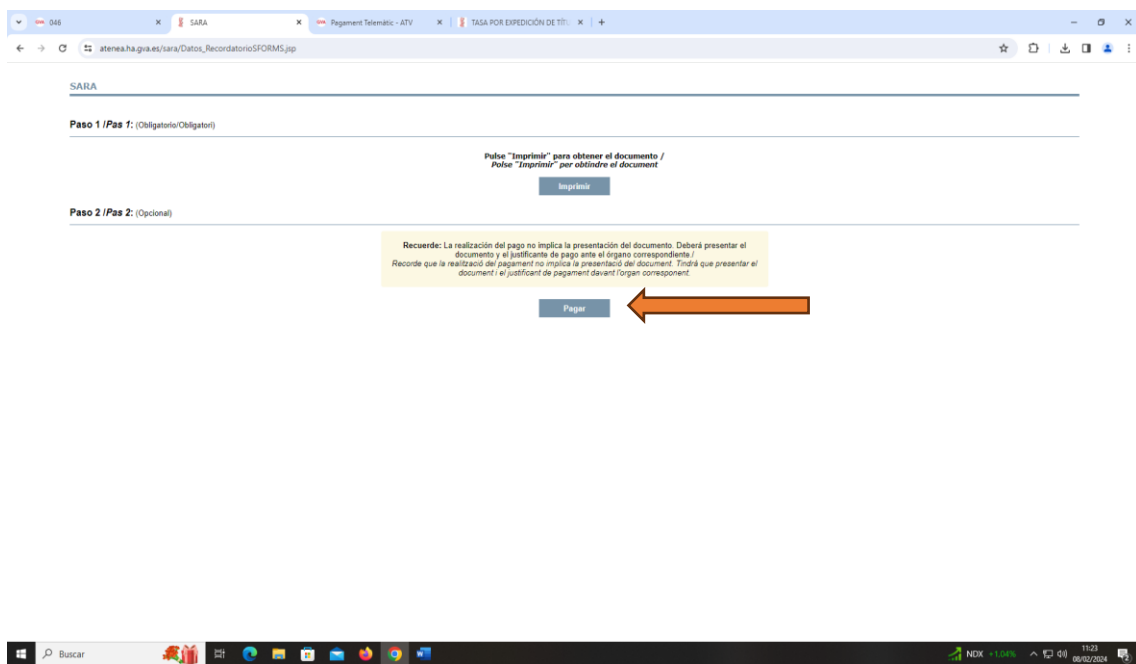 046
SARA
Pagament Telemàtic - ATV
TASA POR EXPEDICIÓN DE TÍTU
atenea.ha.gva.es/sara/Datos_RecordatorioSFORMS.jsp
SARA
Paso 1 /Pas 1: (Obligatorio/Obligatori)
Pulse "Imprimir" para obtener el documento /
Polse "Imprimir" per obtindre el document
Imprimir
Paso 2 /Pas 2: (Opcional)
Recuerde: La realización del pago no implica la presentación del documento. Deberá presentar el
documento y el justificante de pago ante el órgano correspondiente./
Recorde que la realització del pagament no implica la presentació del document. Tindrà que presentar el
document i el justificant de pagament davant l'organ corresponent.
Pagar
Buscar
NDX +1.04%
11:23
08/02/2024